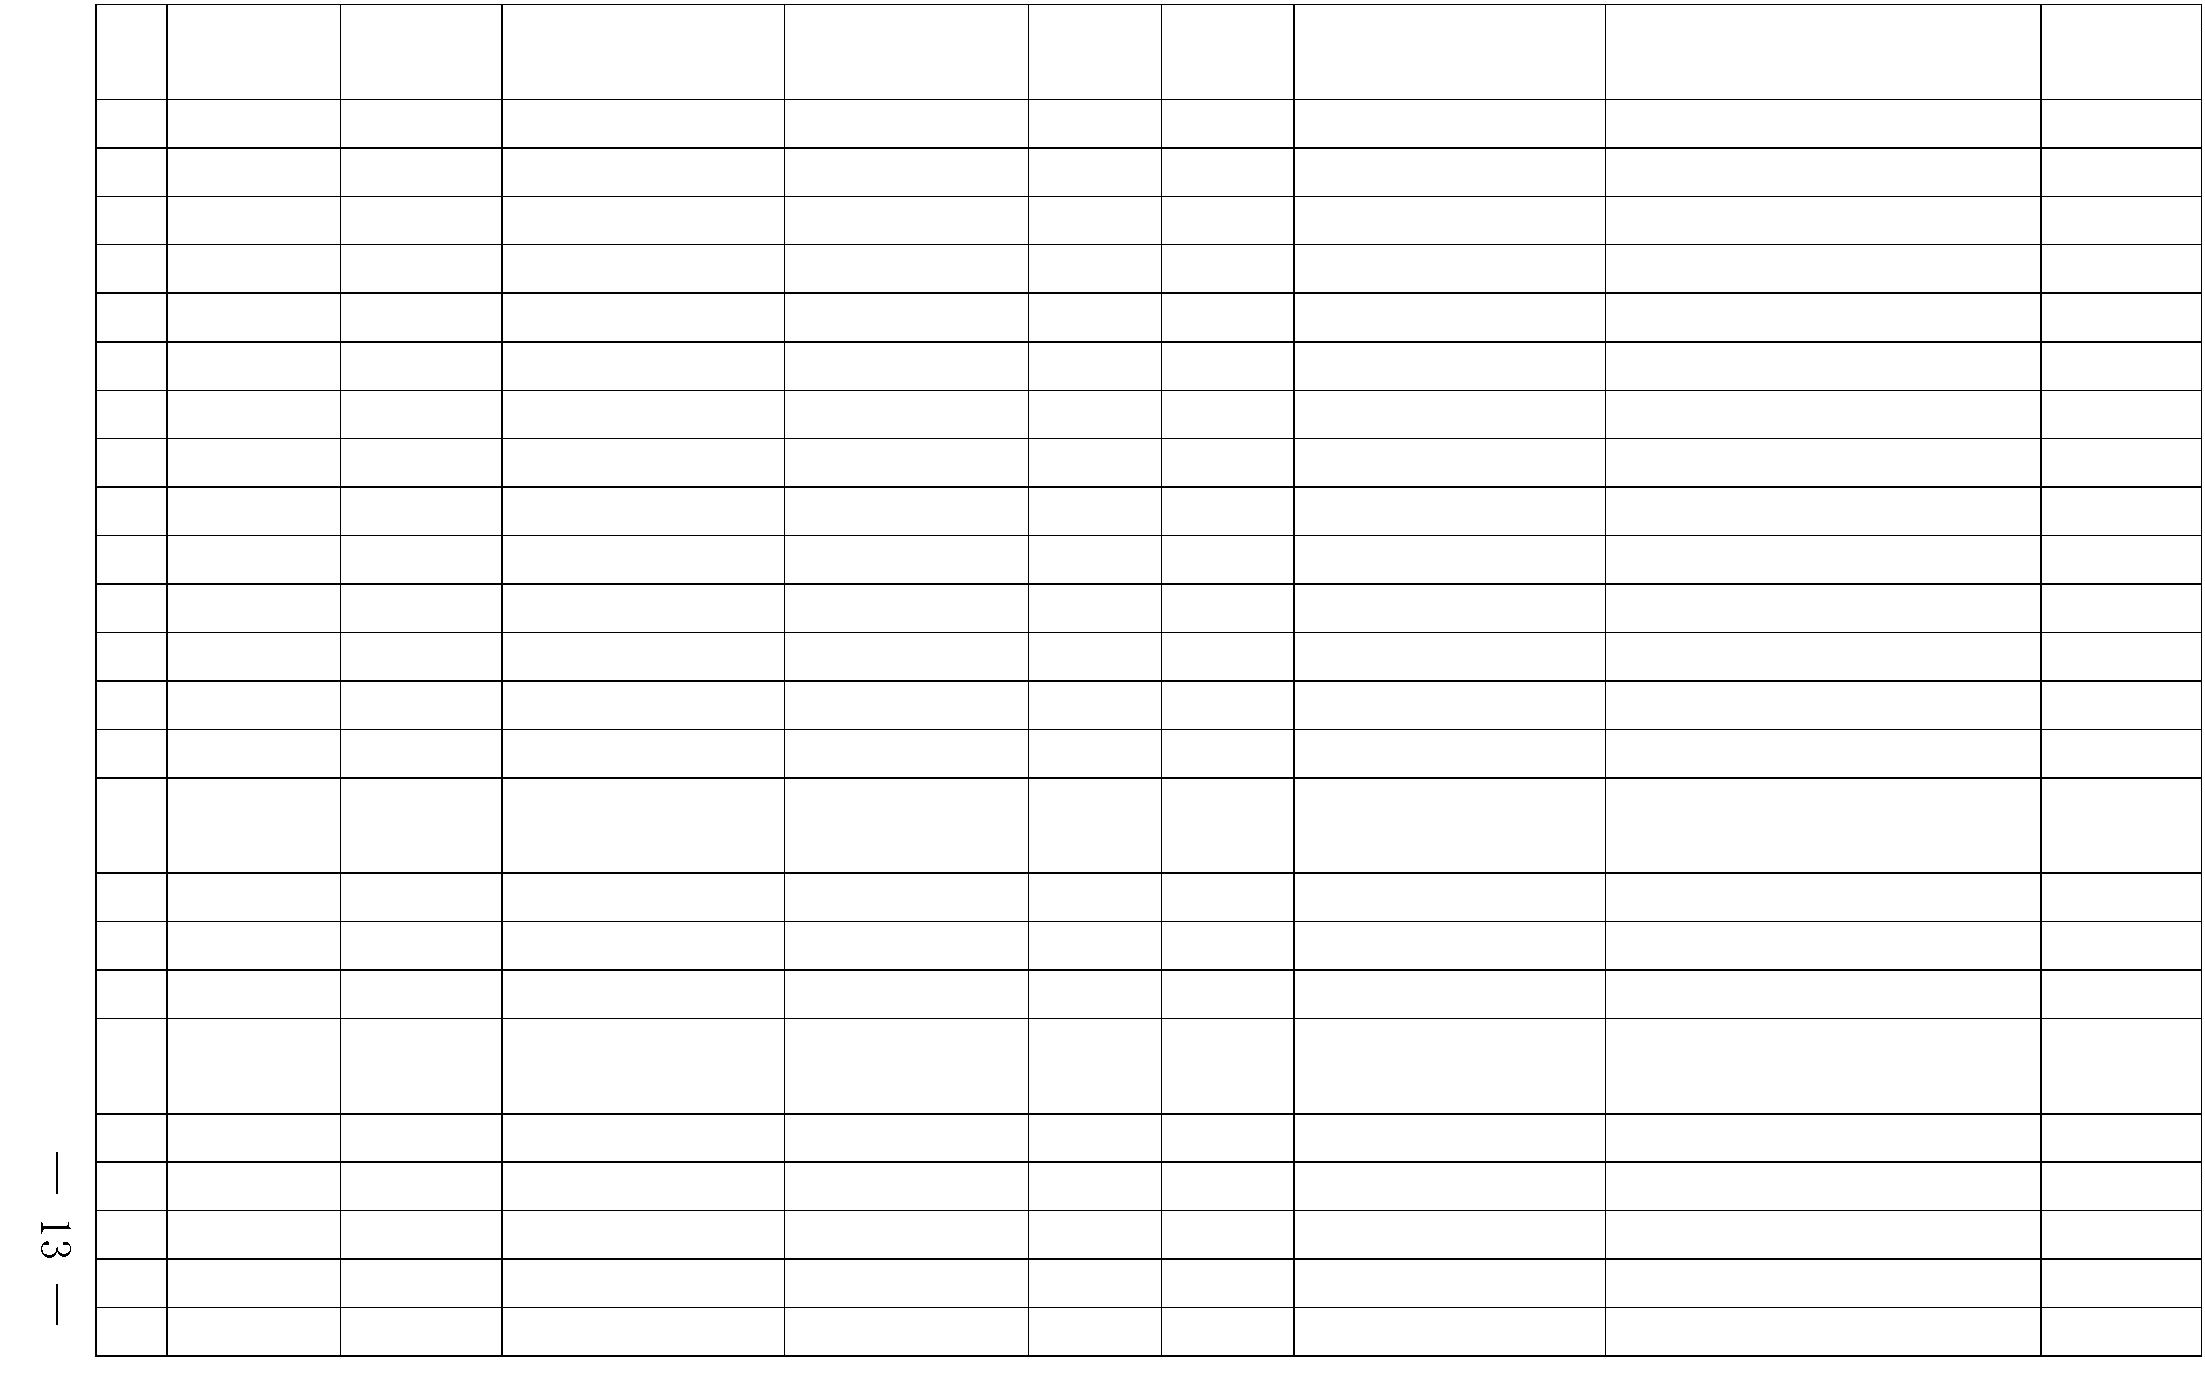 — 13 —